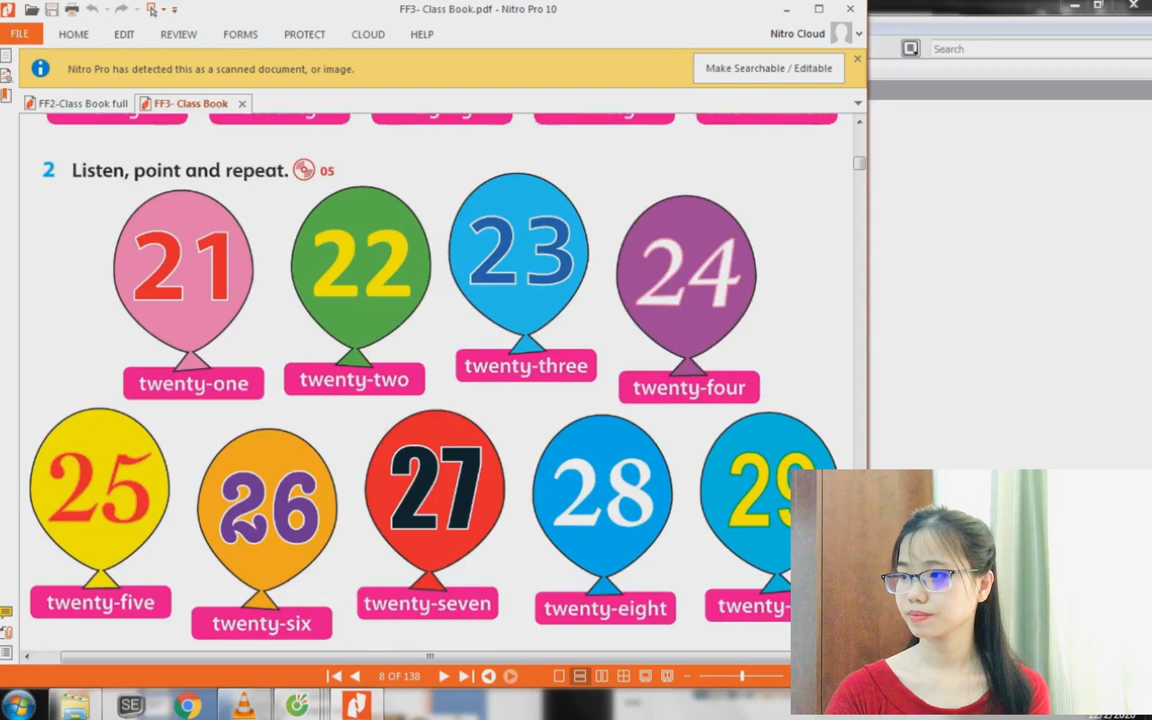 FF3- Class Book.pdf - Nitro Pro 10
FILE HOME EDIT REVIEW FORMS PROTECT CLOUD HELP
Nitro Cloud
Search
Nitro Pro has detected this as a scanned document, or image.
Make Searchable / Editable
FF2-Class Book full
FF3- Class Book
2 Listen, point and repeat. 05
21 22 23 24
twenty-one twenty-two twenty-three twenty-four
25 26 27 28 29
twenty-five twenty-six twenty-seven twenty-eight twenty-
8 OF 138
SE